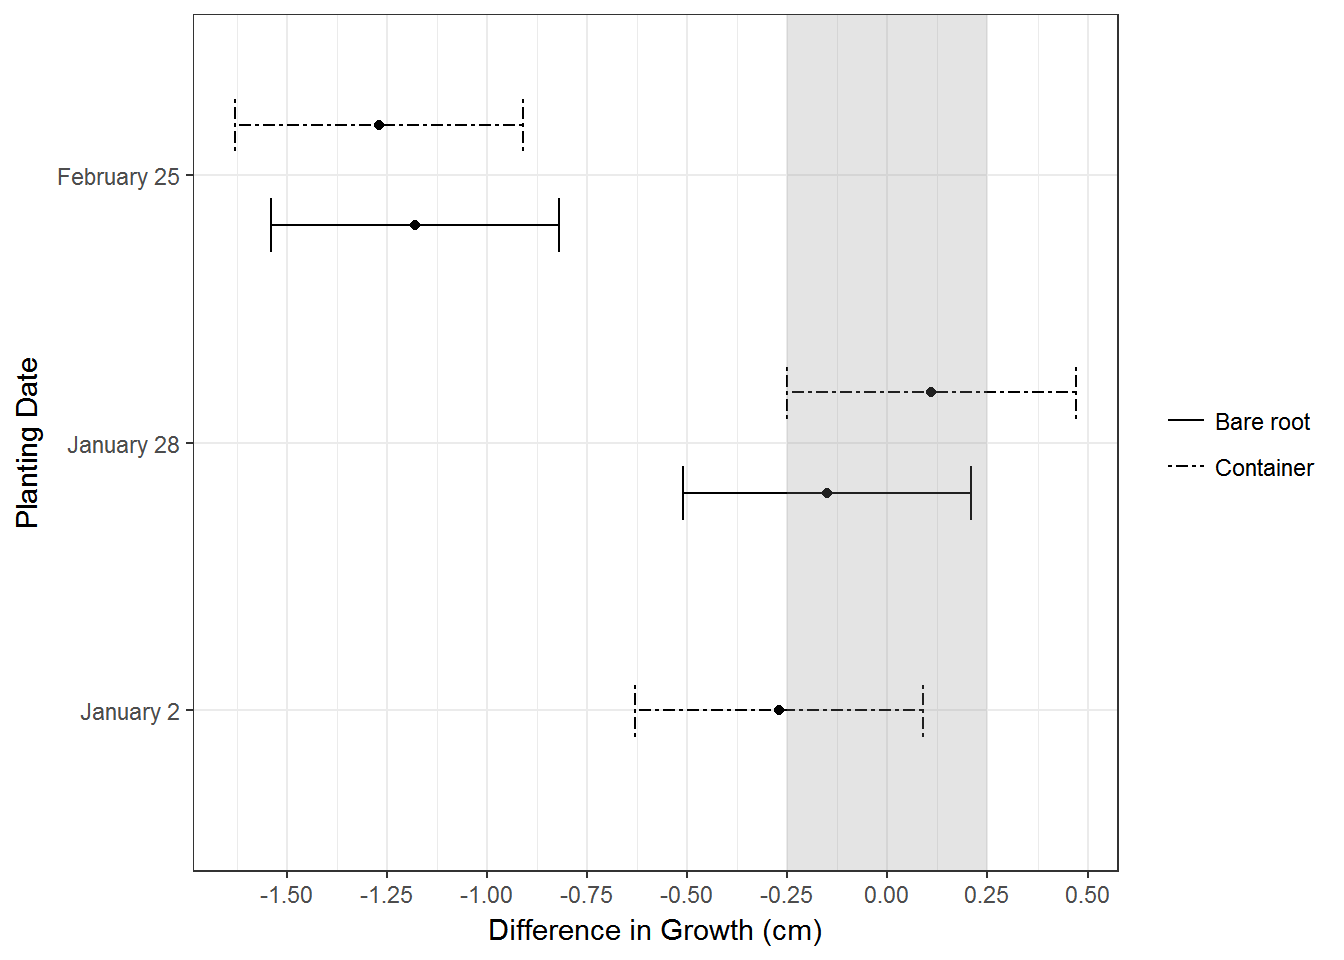 February 25
January 28
January 2
Planting Date
-1.50 -1.25 -1.00 -0.75 -0.50 -0.25 0.00 0.25 0.50
Difference in Growth (cm)
Bare root
Container